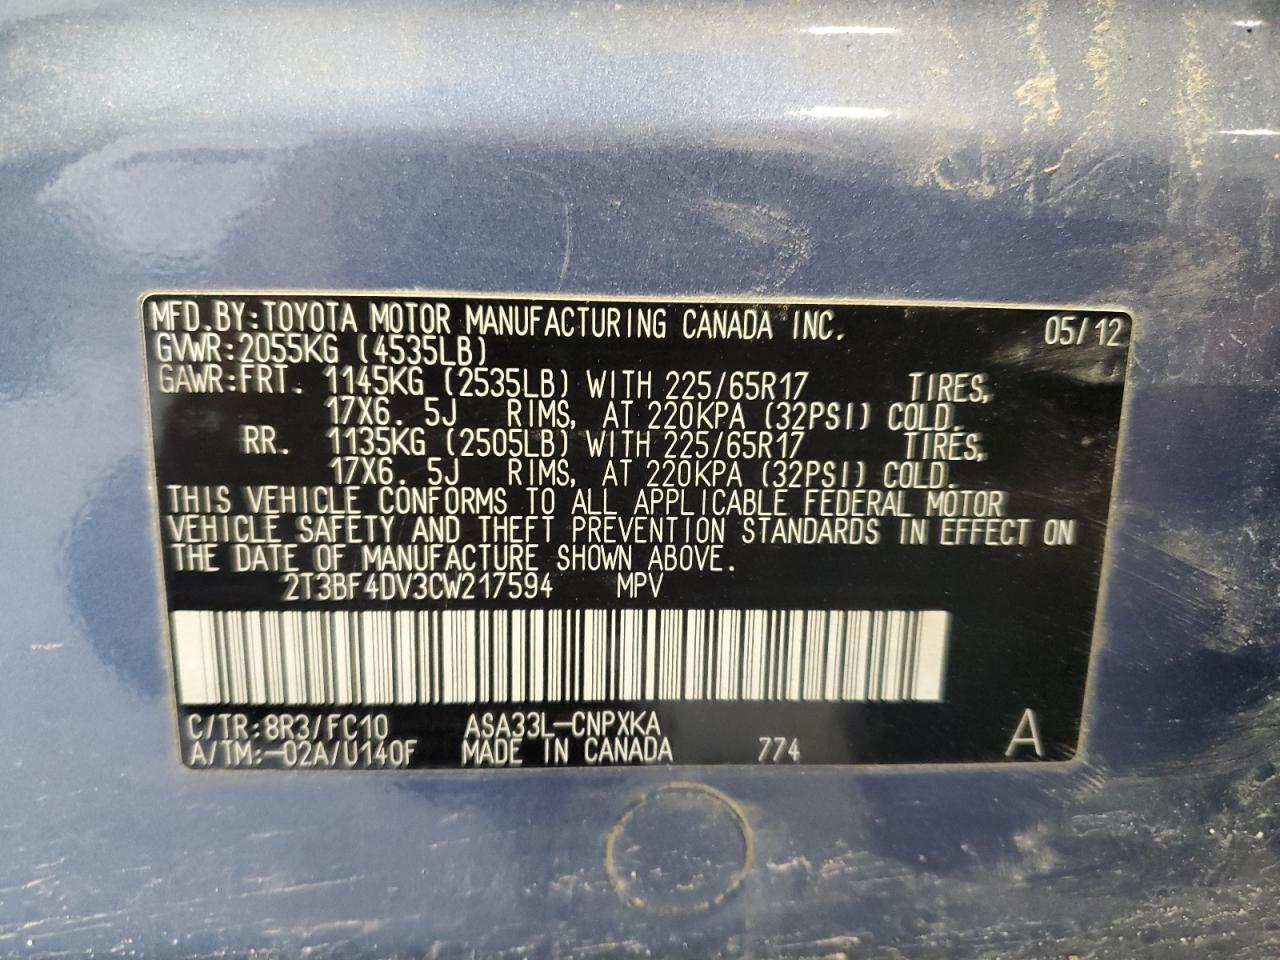 MFD.BY:TOYOTA MOTOR MANUFACTURING CANADA INC. 05/12
GVWR:2055KG (4535LB)
GAWR:FRT. 1145KG (2535LB) WITH 225/65R17 TIRES,
17X6. 5J RIMS, AT 220KPA (32PSI) COLD.
RR. 1135KG (2505LB) WITH 225/65R17 TIRES,
17X6. 5J RIMS, AT 220KPA (32PSI) COLD.
THIS VEHICLE CONFORMS TO ALL APPLICABLE FEDERAL MOTOR
VEHICLE SAFETY AND THEFT PREVENTION STANDARDS IN EFFECT ON
THE DATE OF MANUFACTURE SHOWN ABOVE.
2T3BF4DV3CW217594 MPV
C/TR:8R3/FC10 ASA33L-CNPXKA
A/TM:-02A/U140F MADE IN CANADA 774 A